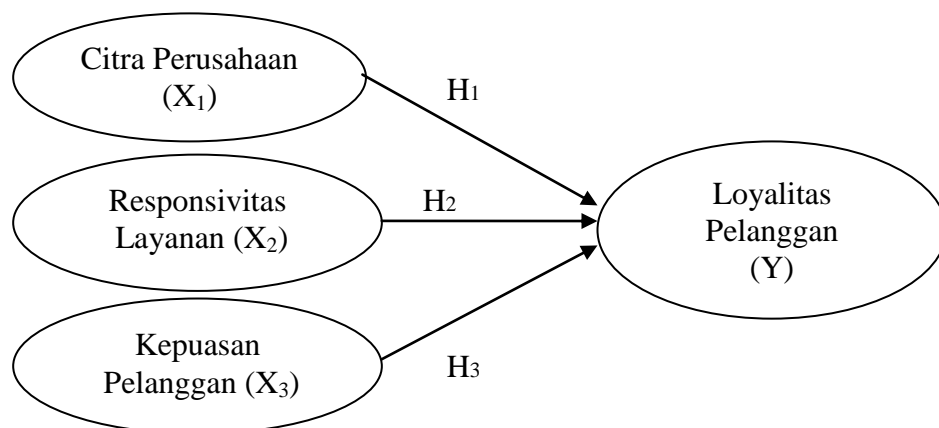 Citra Perusahaan
(X₁)
H₁
Responsivitas
Layanan (X₂)
H₂
Loyalitas
Pelanggan
(Y)
Kepuasan
Pelanggan (X₃)
H₃